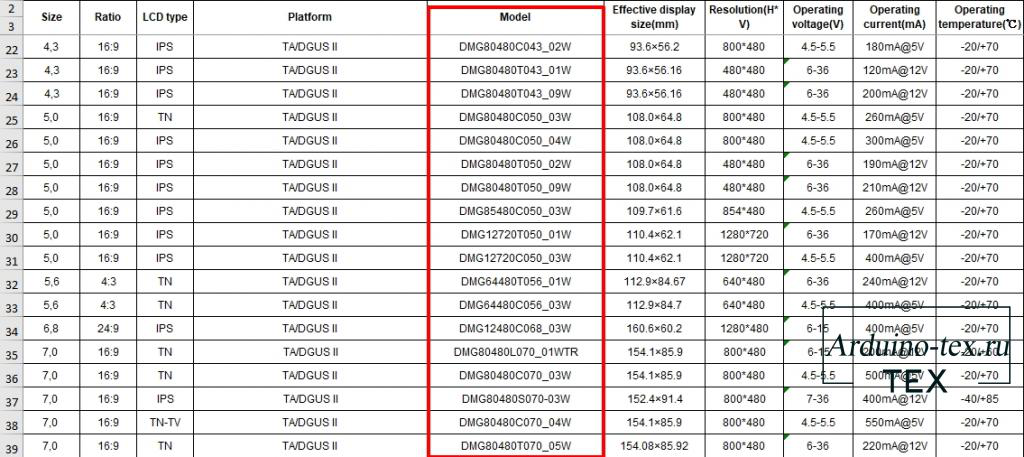 2 Size Ratio LCD type Platform Model Effective display Resolution(H* Operating Operating Operating
3 size(mm) V) voltage(V) current(mA) temperature(℃)
22 4,3 16:9 IPS TA/DGUS II DMG80480C043_02W 93.6×56.2 800*480 4.5-5.5 180mA@5V -20/+70
23 4,3 16:9 IPS TA/DGUS II DMG80480T043_01W 93.6×56.16 480*480 6-36 120mA@12V -20/+70
24 4,3 16:9 IPS TA/DGUS II DMG80480T043_09W 93.6×56.16 480*480 6-36 200mA@12V -20/+70
25 5,0 16:9 TN TA/DGUS II DMG80480C050_03W 108.0×64.8 800*480 4.5-5.5 260mA@5V -20/+70
26 5,0 16:9 IPS TA/DGUS II DMG80480C050_04W 108.0×64.8 800*480 4.5-5.5 300mA@5V -20/+70
27 5,0 16:9 IPS TA/DGUS II DMG80480T050_02W 108.0×64.8 480*480 6-36 190mA@12V -20/+70
28 5,0 16:9 IPS TA/DGUS II DMG80480T050_09W 108.0×64.8 480*480 6-36 210mA@12V -20/+70
29 5,0 16:9 IPS TA/DGUS II DMG85480C050_03W 109.7×61.6 854*480 4.5-5.5 260mA@5V -20/+70
30 5,0 16:9 IPS TA/DGUS II DMG12720T050_01W 110.4×62.1 1280*720 6-36 170mA@12V -20/+70
31 5,0 16:9 IPS TA/DGUS II DMG12720C050_03W 110.4×62.1 1280*720 4.5-5.5 400mA@5V -20/+70
32 5,6 4:3 TN TA/DGUS II DMG64480T056_01W 112.9×84.67 640*480 6-36 240mA@12V -20/+70
33 5,6 4:3 TN TA/DGUS II DMG64480C056_03W 112.9×84.7 640*480 4.5-5.5 400mA@5V -20/+70
34 6,8 24:9 IPS TA/DGUS II DMG12480C068_03W 160.6×60.2 1280*480 6-15 400mA@5V -20/+70
35 7,0 16:9 TN TA/DGUS II DMG80480L070_01WTR 154.1×85.9 800*480 6-15 200mA@12V -20/+70
Arduino-tex.ru
TEX
36 7,0 16:9 TN TA/DGUS II DMG80480C070_03W 154.1×85.9 800*480 4.5-5.5 500mA@5V -20/+70
37 7,0 16:9 IPS TA/DGUS II DMG80480S070-03W 152.4×91.4 800*480 7-36 400mA@12V -40/+85
38 7,0 16:9 TN-TV TA/DGUS II DMG80480C070_04W 154.1×85.9 800*480 4.5-5.5 550mA@5V -20/+70
39 7,0 16:9 TN TA/DGUS II DMG80480T070_05W 154.08×85.92 800*480 6-36 220mA@12V -20/+70